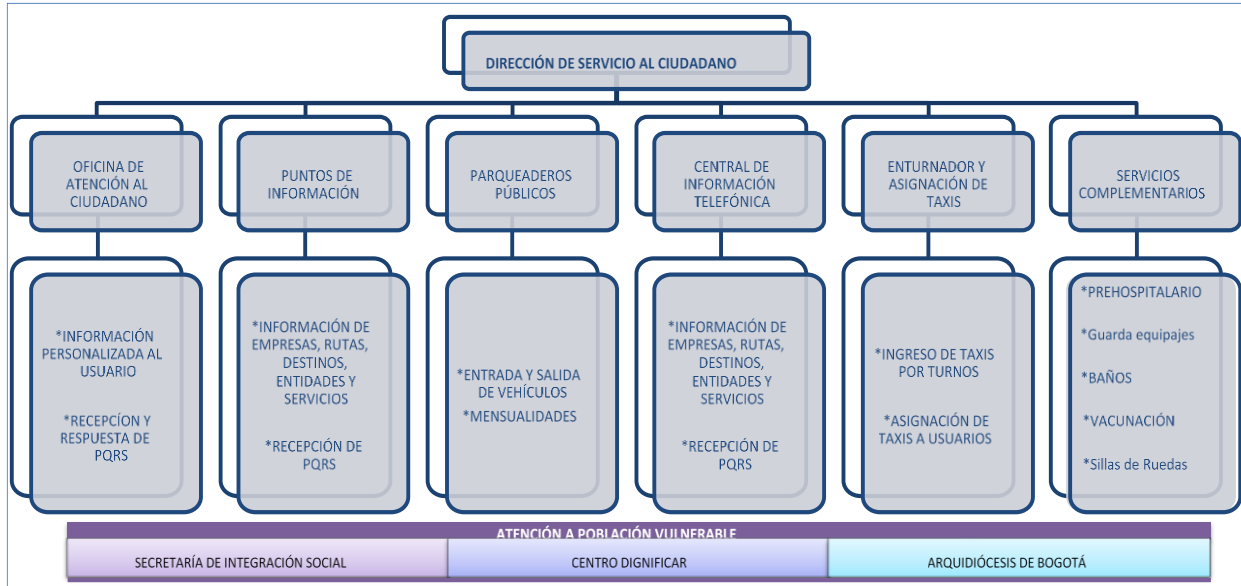 DIRECCIÓN DE SERVICIO AL CIUDADANO
OFICINA DE
ATENCIÓN AL
CIUDADANO
PUNTOS DE
INFORMACIÓN
PARQUEADEROS
PÚBLICOS
CENTRAL DE
INFORMACIÓN
TELEFÓNICA
ENTURNADOR Y
ASIGNACIÓN DE
TAXIS
SERVICIOS
COMPLEMENTARIOS
*INFORMACIÓN
PERSONALIZADA AL
USUARIO
*RECEPCÍON Y
RESPUESTA DE
PQRS
*INFORMACIÓN DE
EMPRESAS, RUTAS,
DESTINOS,
ENTIDADES Y
SERVICIOS
*RECEPCIÓN DE
PQRS
*ENTRADA Y SALIDA
DE VEHÍCULOS
*MENSUALIDADES
*INFORMACIÓN DE
EMPRESAS, RUTAS,
DESTINOS,
ENTIDADES Y
SERVICIOS
*RECEPCIÓN DE
PQRS
*INGRESO DE TAXIS
POR TURNOS
*ASIGNACIÓN DE
TAXIS A USUARIOS
*PREHOSPITALARIO
*Guarda equipajes
*BAÑOS
*VACUNACIÓN
*Sillas de Ruedas
ATENCIÓN A POBLACIÓN VULNERABLE
SECRETARÍA DE INTEGRACIÓN SOCIAL
CENTRO DIGNIFICAR
ARQUIDIÓCESIS DE BOGOTÁ